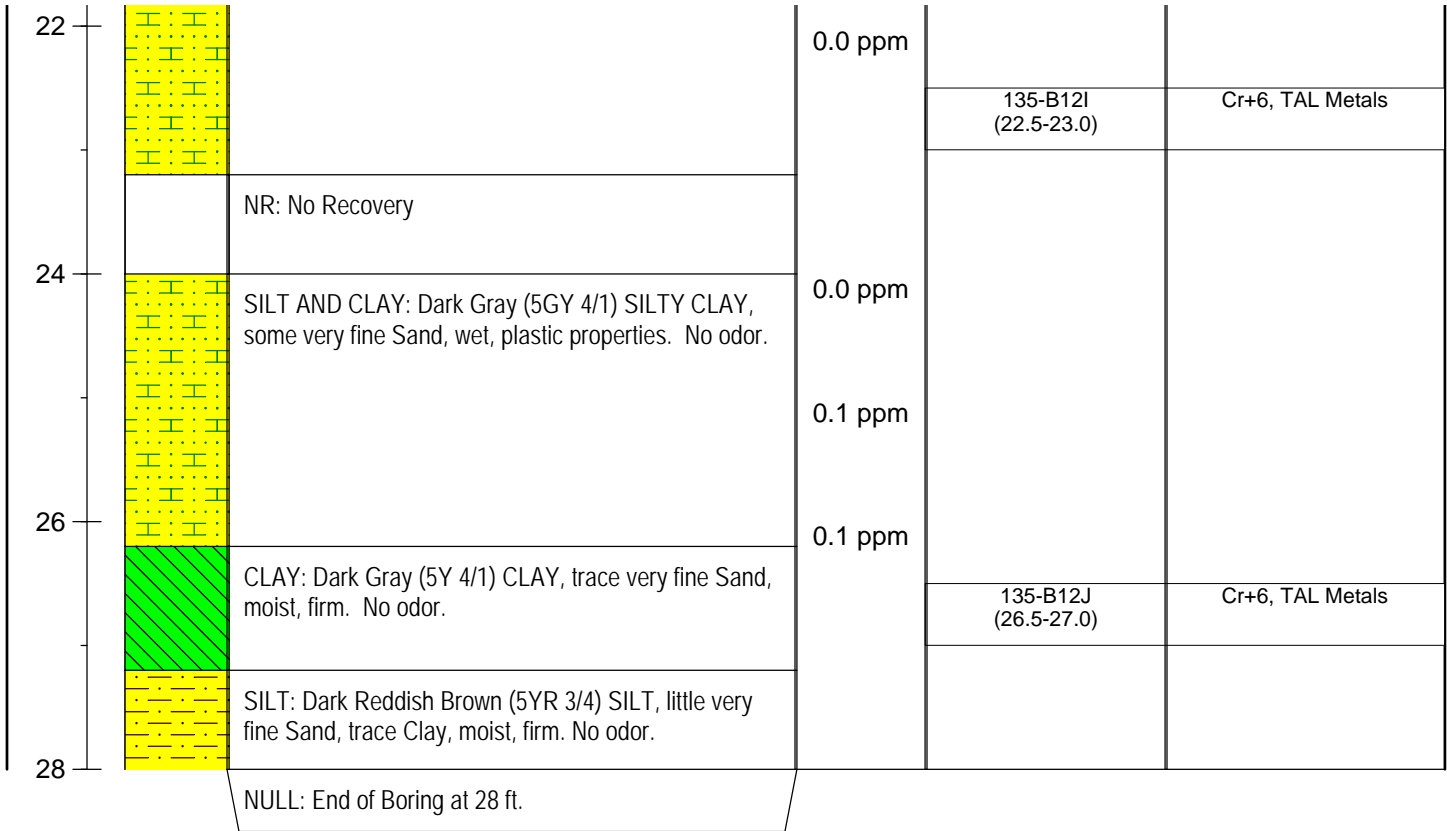 22
0.0 ppm
135-B12I
(22.5-23.0)
Cr+6, TAL Metals
NR: No Recovery
24
SILT AND CLAY: Dark Gray (5GY 4/1) SILTY CLAY,
some very fine Sand, wet, plastic properties.  No odor.
0.0 ppm
0.1 ppm
26
0.1 ppm
CLAY: Dark Gray (5Y 4/1) CLAY, trace very fine Sand,
moist, firm.  No odor.
135-B12J
(26.5-27.0)
Cr+6, TAL Metals
SILT: Dark Reddish Brown (5YR 3/4) SILT, little very
fine Sand, trace Clay, moist, firm. No odor.
28
NULL: End of Boring at 28 ft.